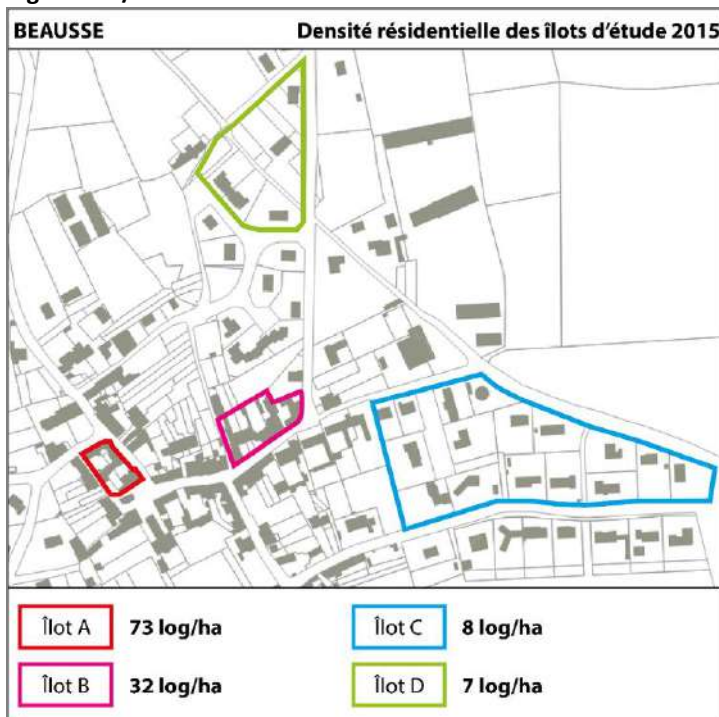 BEAUSSE Densité résidentielle des îlots d'étude 2015
Îlot A 73 log/ha Îlot C 8 log/ha
Îlot B 32 log/ha Îlot D 7 log/ha